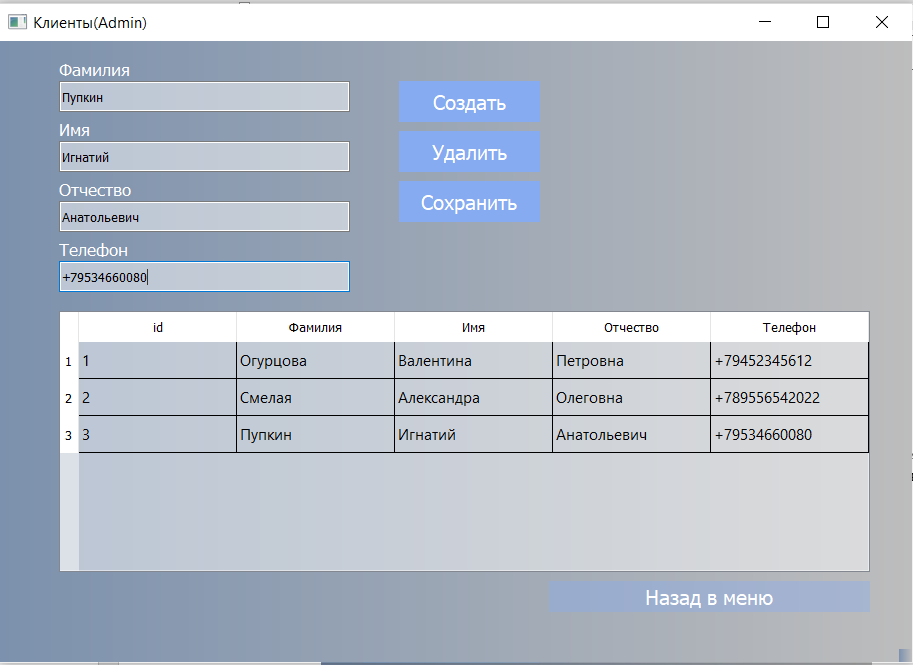 Клиенты(Admin)
Фамилия
Пупкин
Имя
Игнатий
Отчество
Анатольевич
Телефон
+79534660080
Создать
Удалить
Сохранить
id Фамилия Имя Отчество Телефон
1 1 Огурцова Валентина Петровна +79452345612
2 2 Смелая Александра Олеговна +789556542022
3 3 Пупкин Игнатий Анатольевич +79534660080
Назад в меню